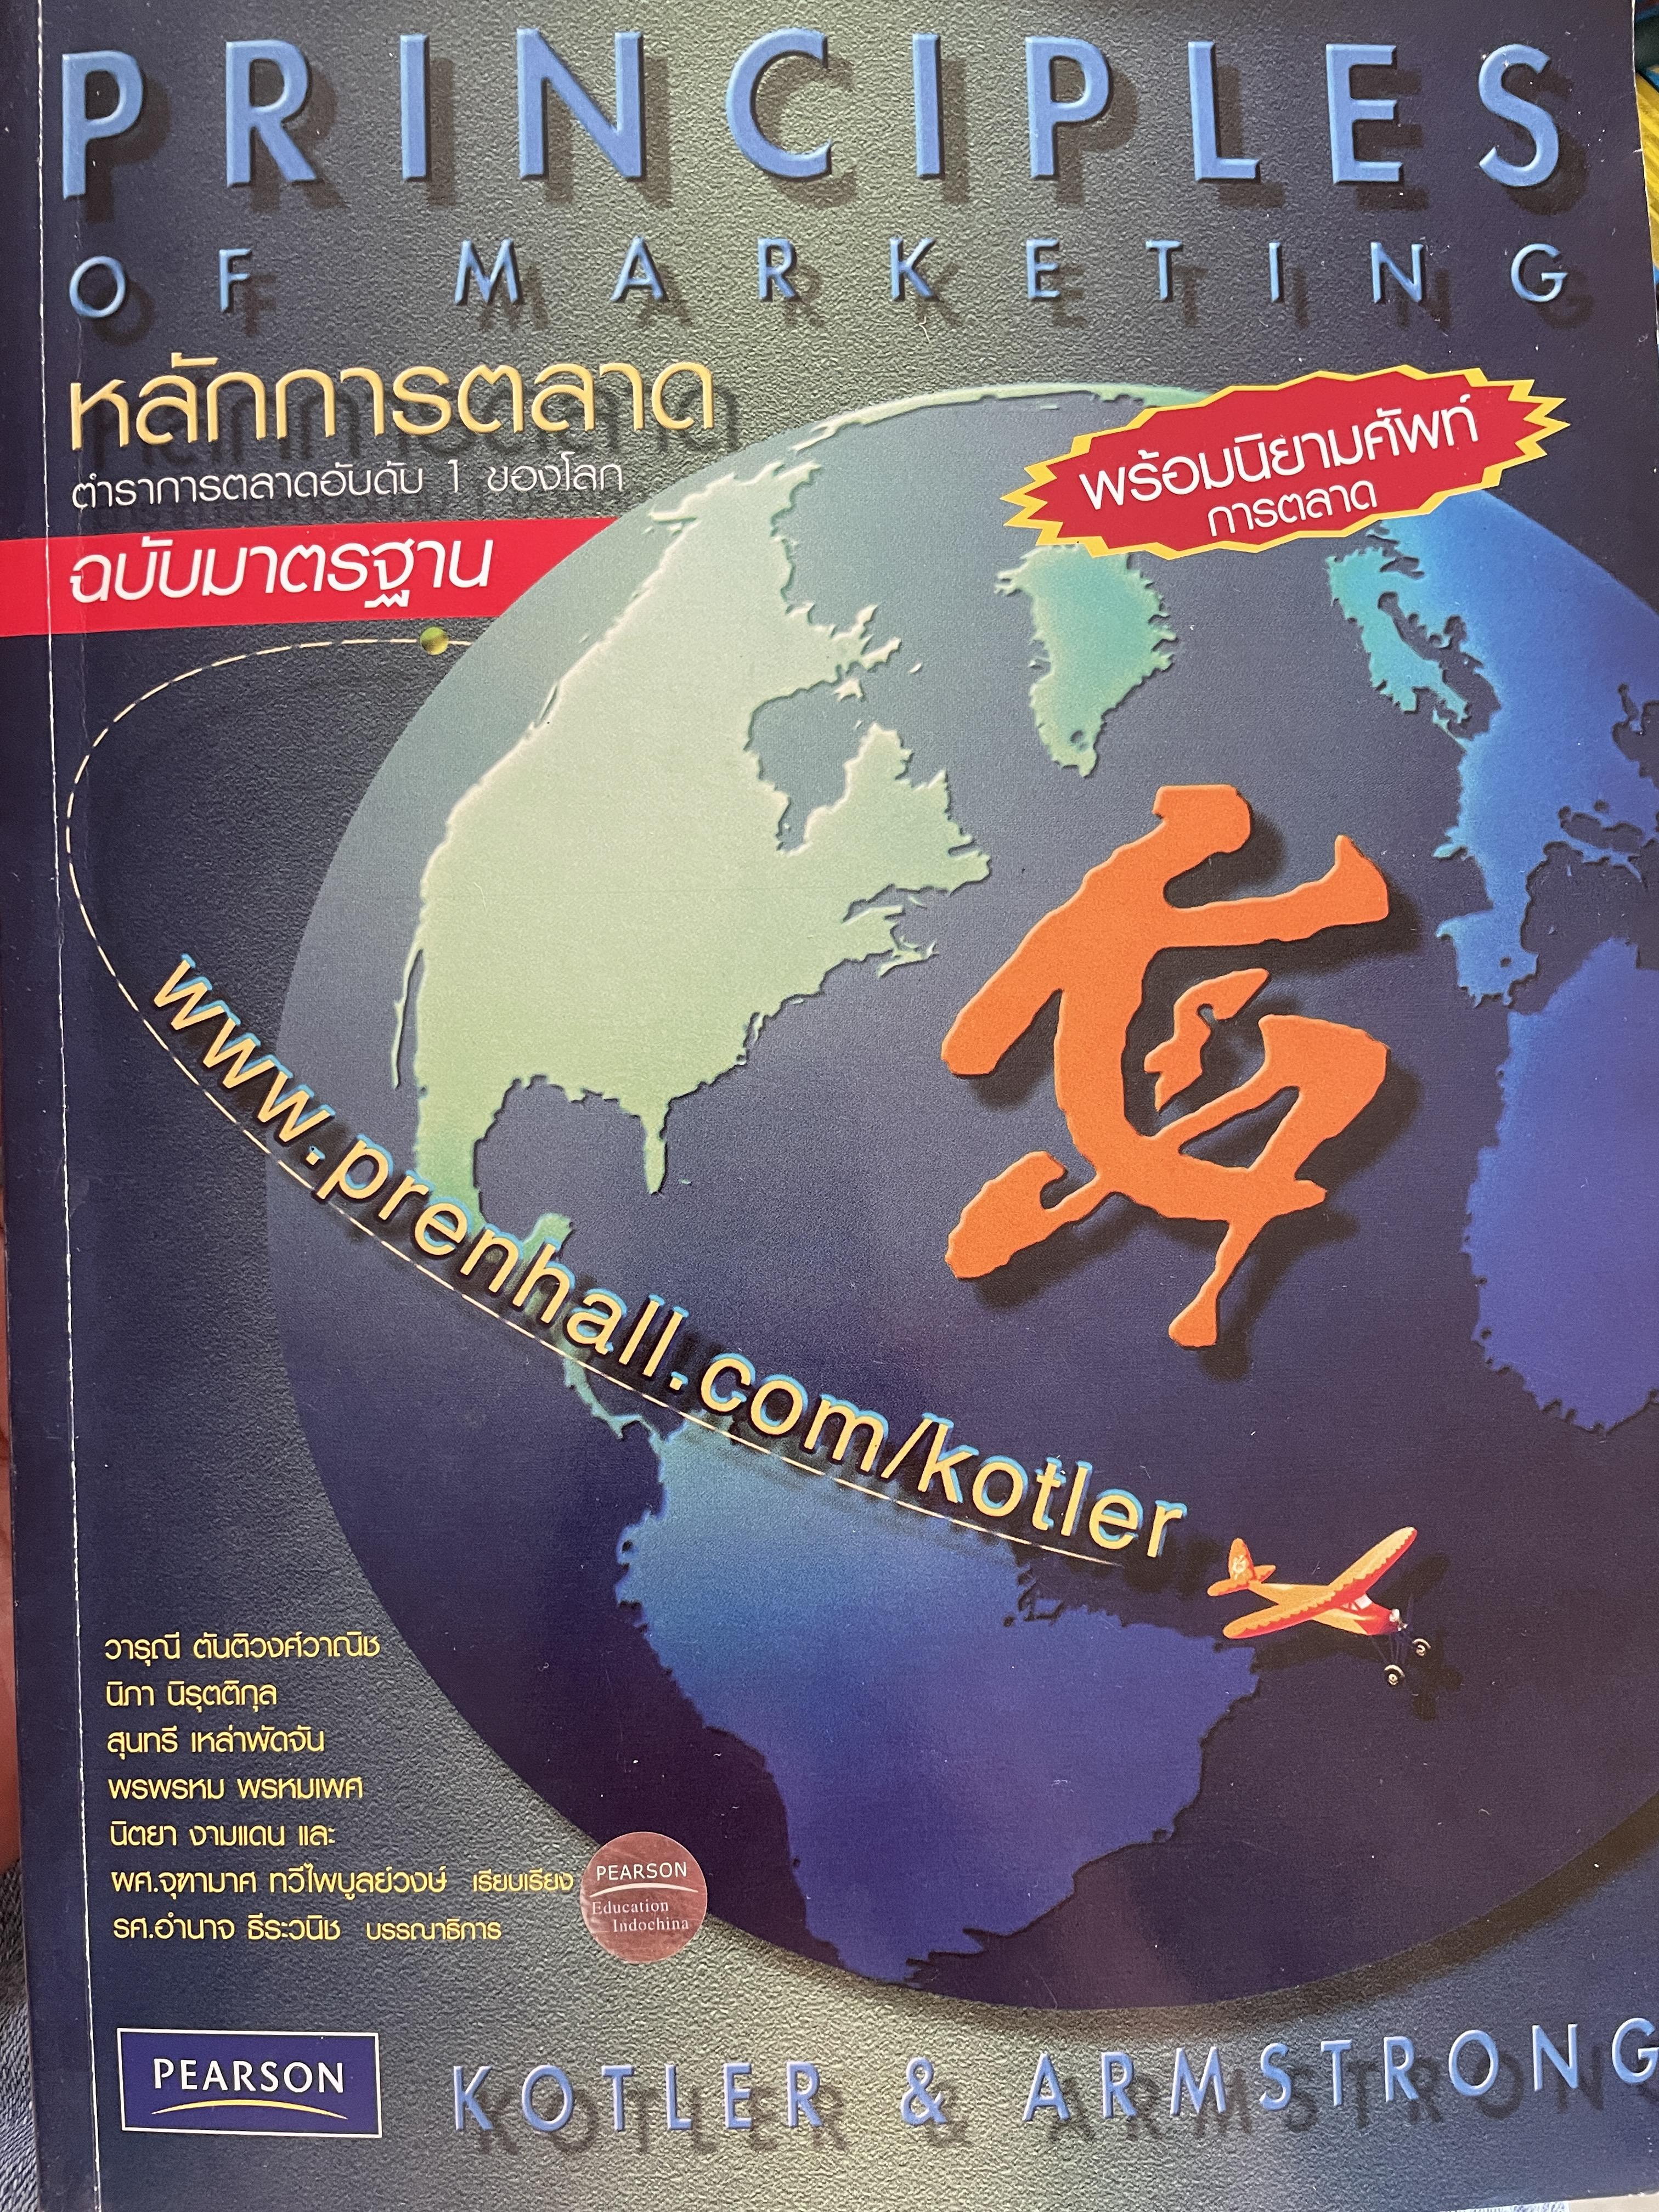 PRINCIPLES
OF MARKETING
หลักการตลาด
ตำราการตลาดอันดับ 1 ของโลก
ฉบับมาตรฐาน
พร้อมนิยามศัพท์
การตลาด
www.prenhall.com/kotler
วารุณี ตันติวงศ์วาณิช
นิภา นิรุตติกุล
สุนทรี เหล่าพัดจัน
พรพรหม พรหมเพศ
นิตยา งามแดน และ
ผศ.จุฑามาศ ทวีไพบูลย์วงษ์ เรียบเรียง
รศ.อำนาจ ธีระวนิช บรรณาธิการ
PEARSON
Education
Indochina
PEARSON
KOTLER & ARMSTRONG